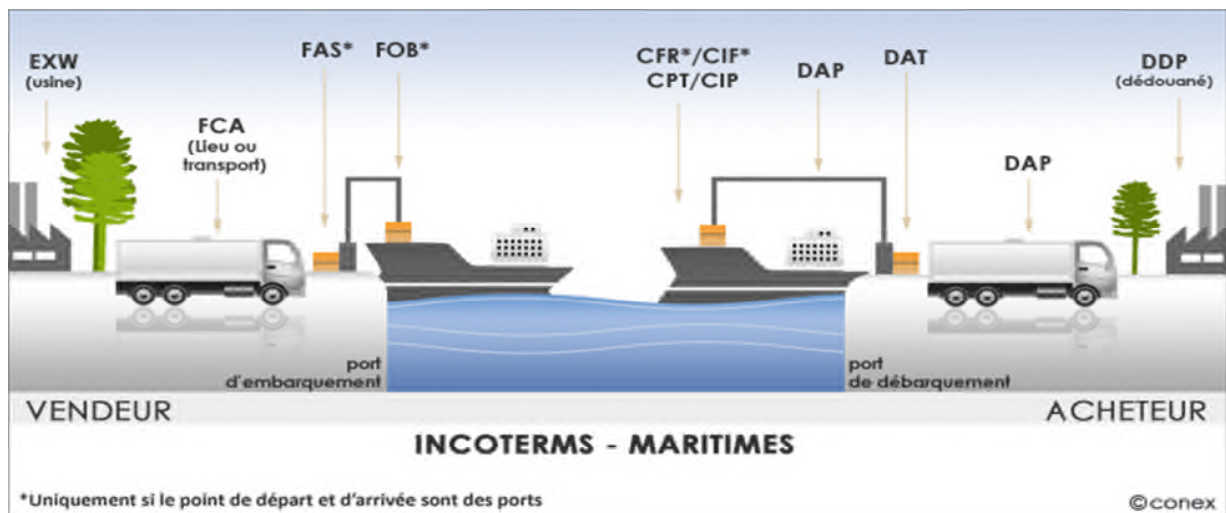 EXW
(usine)
FCA
(Lieu ou
transport)
FAS*
FOB*
CFR*/CIF*
CPT/CIP
DAP
DAT
DAP
DDP
(dédouané)
port
d'embarquement
port
de débarquement
VENDEUR
ACHETEUR
INCOTERMS - MARITIMES
*Uniquement si le point de départ et d'arrivée sont des ports
©conex